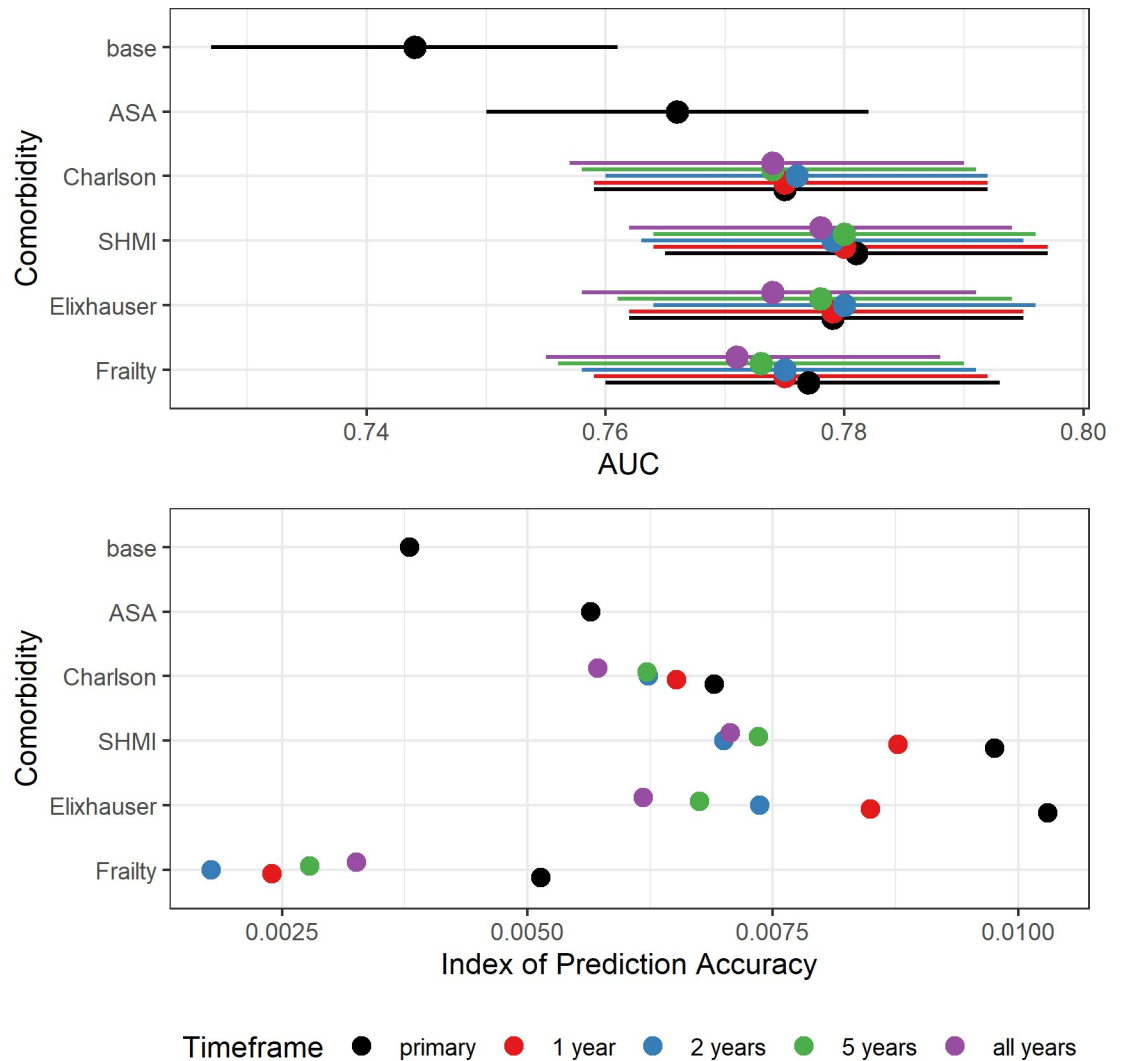 base
ASA
Charlson
SHMI
Elixhauser
Frailty
Comorbidity
0.74 0.76 0.78 0.80
AUC
base
ASA
Charlson
SHMI
Elixhauser
Frailty
Comorbidity
0.0025 0.0050 0.0075 0.0100
Index of Prediction Accuracy
Timeframe primary 1 year 2 years 5 years all years